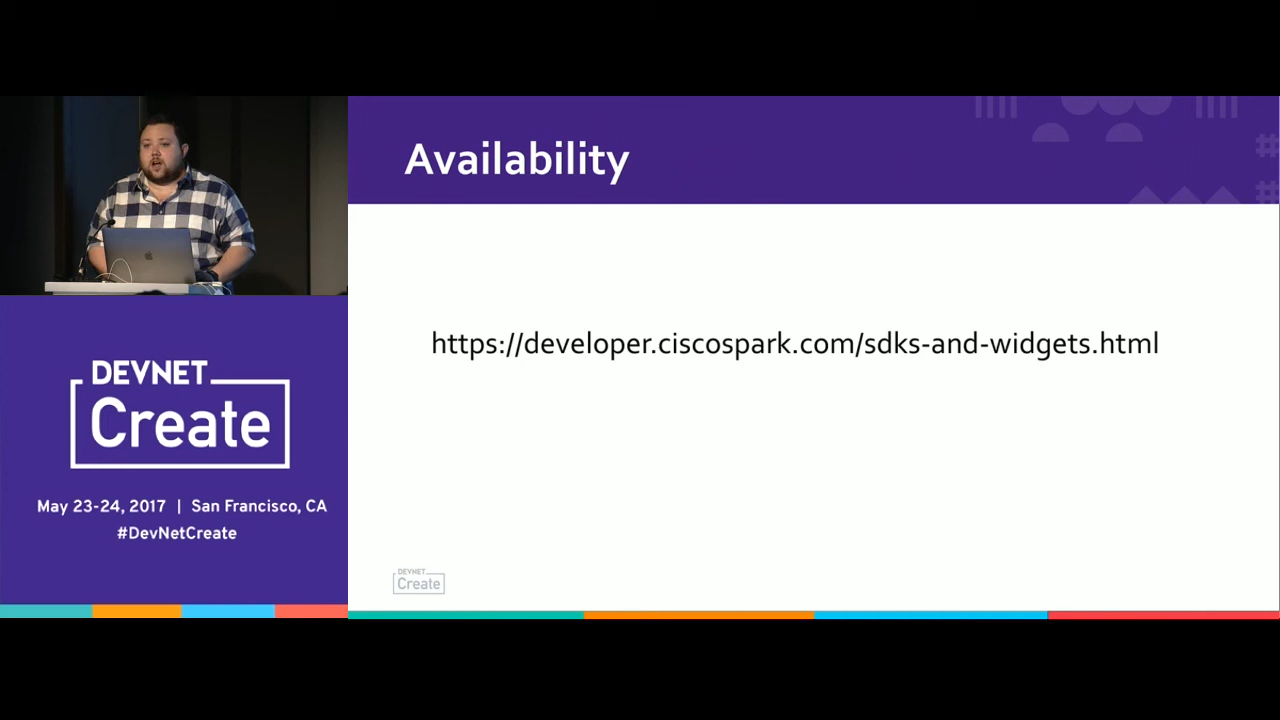 Availability
https://developer.ciscospark.com/sdks-and-widgets.html
DEVNET
Create
May 23-24, 2017 | San Francisco, CA
#DevNetCreate
DEVNET
Create